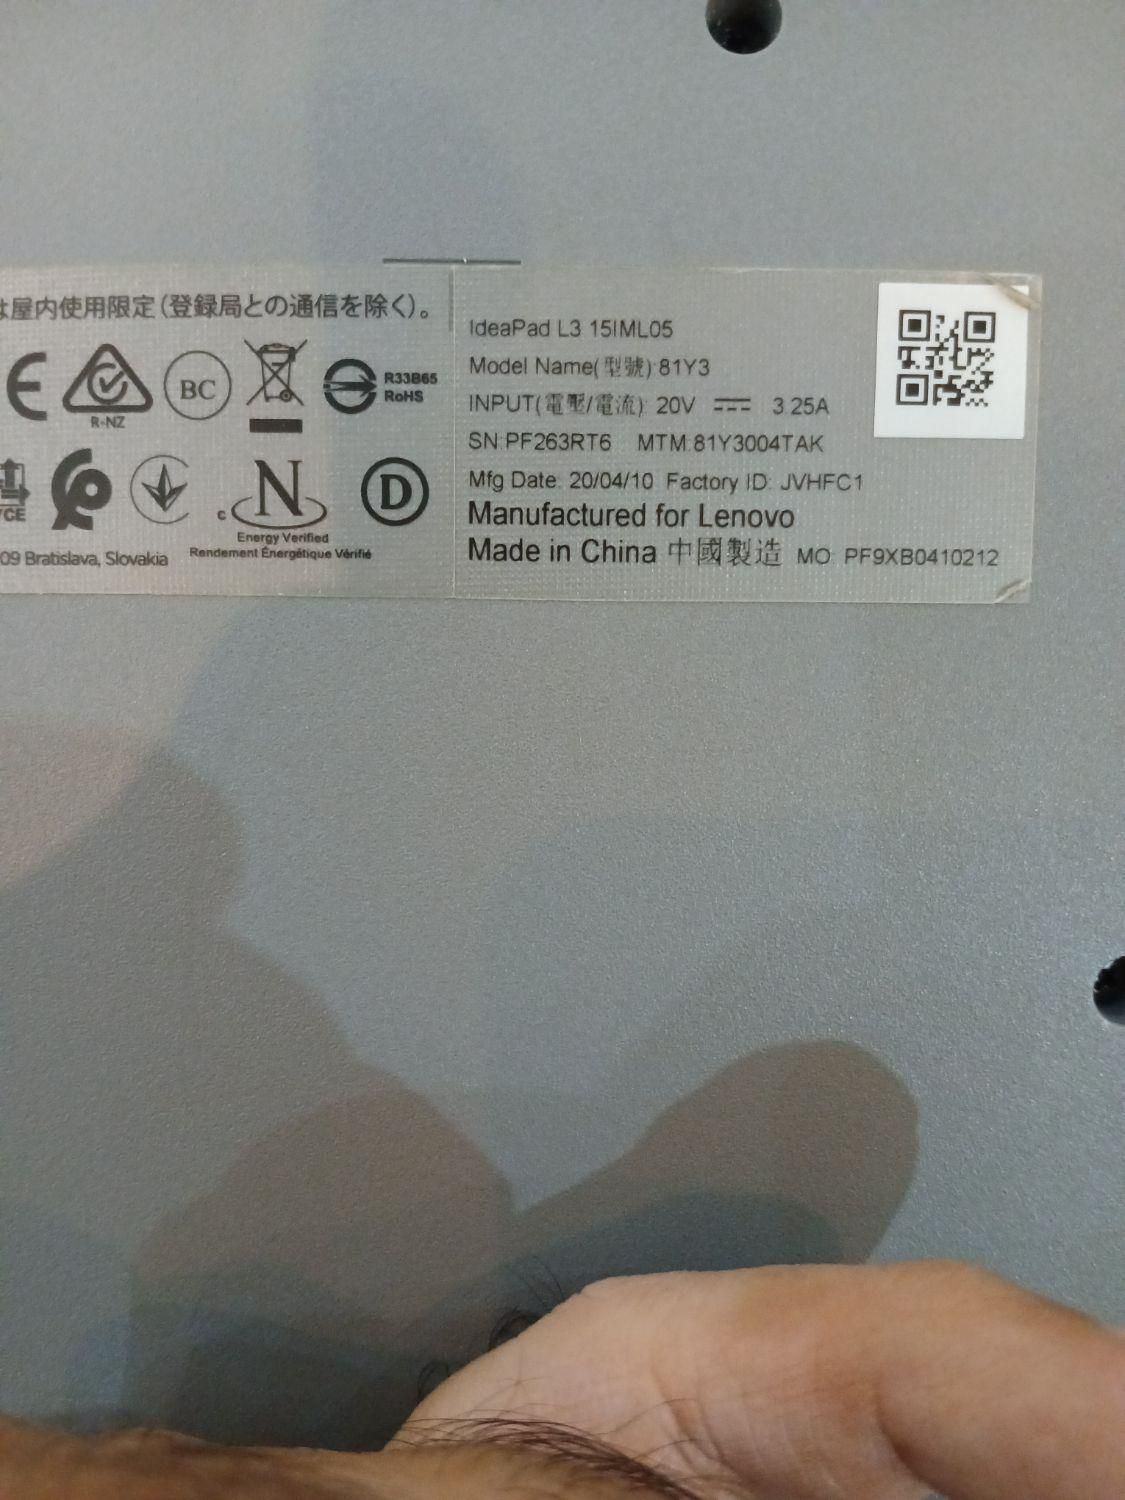 は屋内使用限定(登録局との通信を除く)。
R-NZ
BC
R33B65
RoHS
N
c
Energy Verified
Rendement Énergétique Vérifié
D
09 Bratislava, Slovakia
IdeaPad L3 15IML05
Model Name(型號):81Y3
INPUT(電壓/電流): 20V ⎓ 3.25A
SN:PF263RT6 MTM:81Y3004TAK
Mfg Date: 20/04/10 Factory ID: JVHFC1
Manufactured for Lenovo
Made in China 中國製造 MO: PF9XB0410212